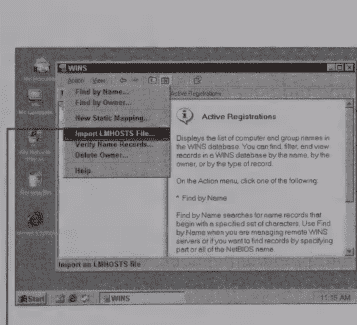 WINS
Action View
Find by Name...
Find by Owner...
New Static Mapping...
Import LMHOSTS File...
Verify Name Records...
Delete Owner...
Help
Active Registrations
Active Registrations
Displays the list of computer and group names in
the WINS database. You can find, filter, and view
records in a WINS database by the name, by the
owner, or by the type of record.
On the Action menu, click one of the following:
* Find by Name
Find by Name searches for name records that
begin with a specified set of characters. Use Find
by Name when you are managing remote WINS
servers or if you want to find records by specifying
part or all of the NetBIOS name.
Import an LMHOSTS file
Start WINS 11:15 AM